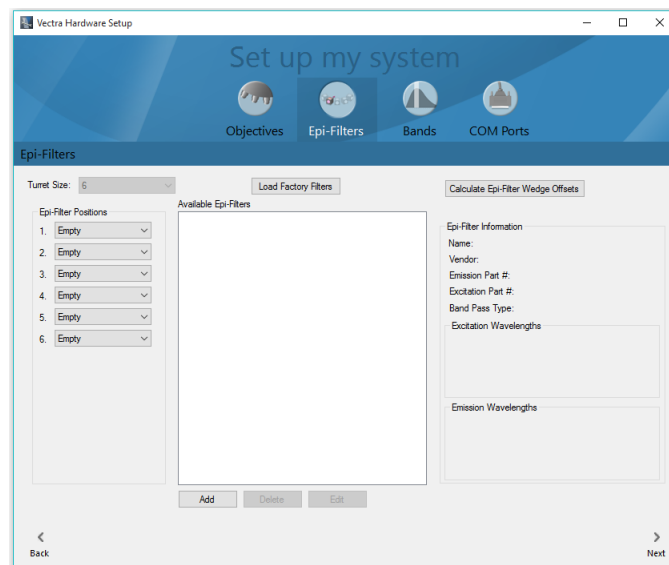 Vectra Hardware Setup
Set up my system
Objectives Epi-Filters Bands COM Ports
Epi-Filters
Turret Size: 6
Load Factory Filters
Calculate Epi-Filter Wedge Offsets
Epi-Filter Positions
1. Empty
2. Empty
3. Empty
4. Empty
5. Empty
6. Empty
Available Epi-Filters
Add Delete Edit
Epi-Filter Information
Name:
Vendor:
Emission Part #:
Excitation Part #:
Band Pass Type:
Excitation Wavelengths
Emission Wavelengths
Back
Next